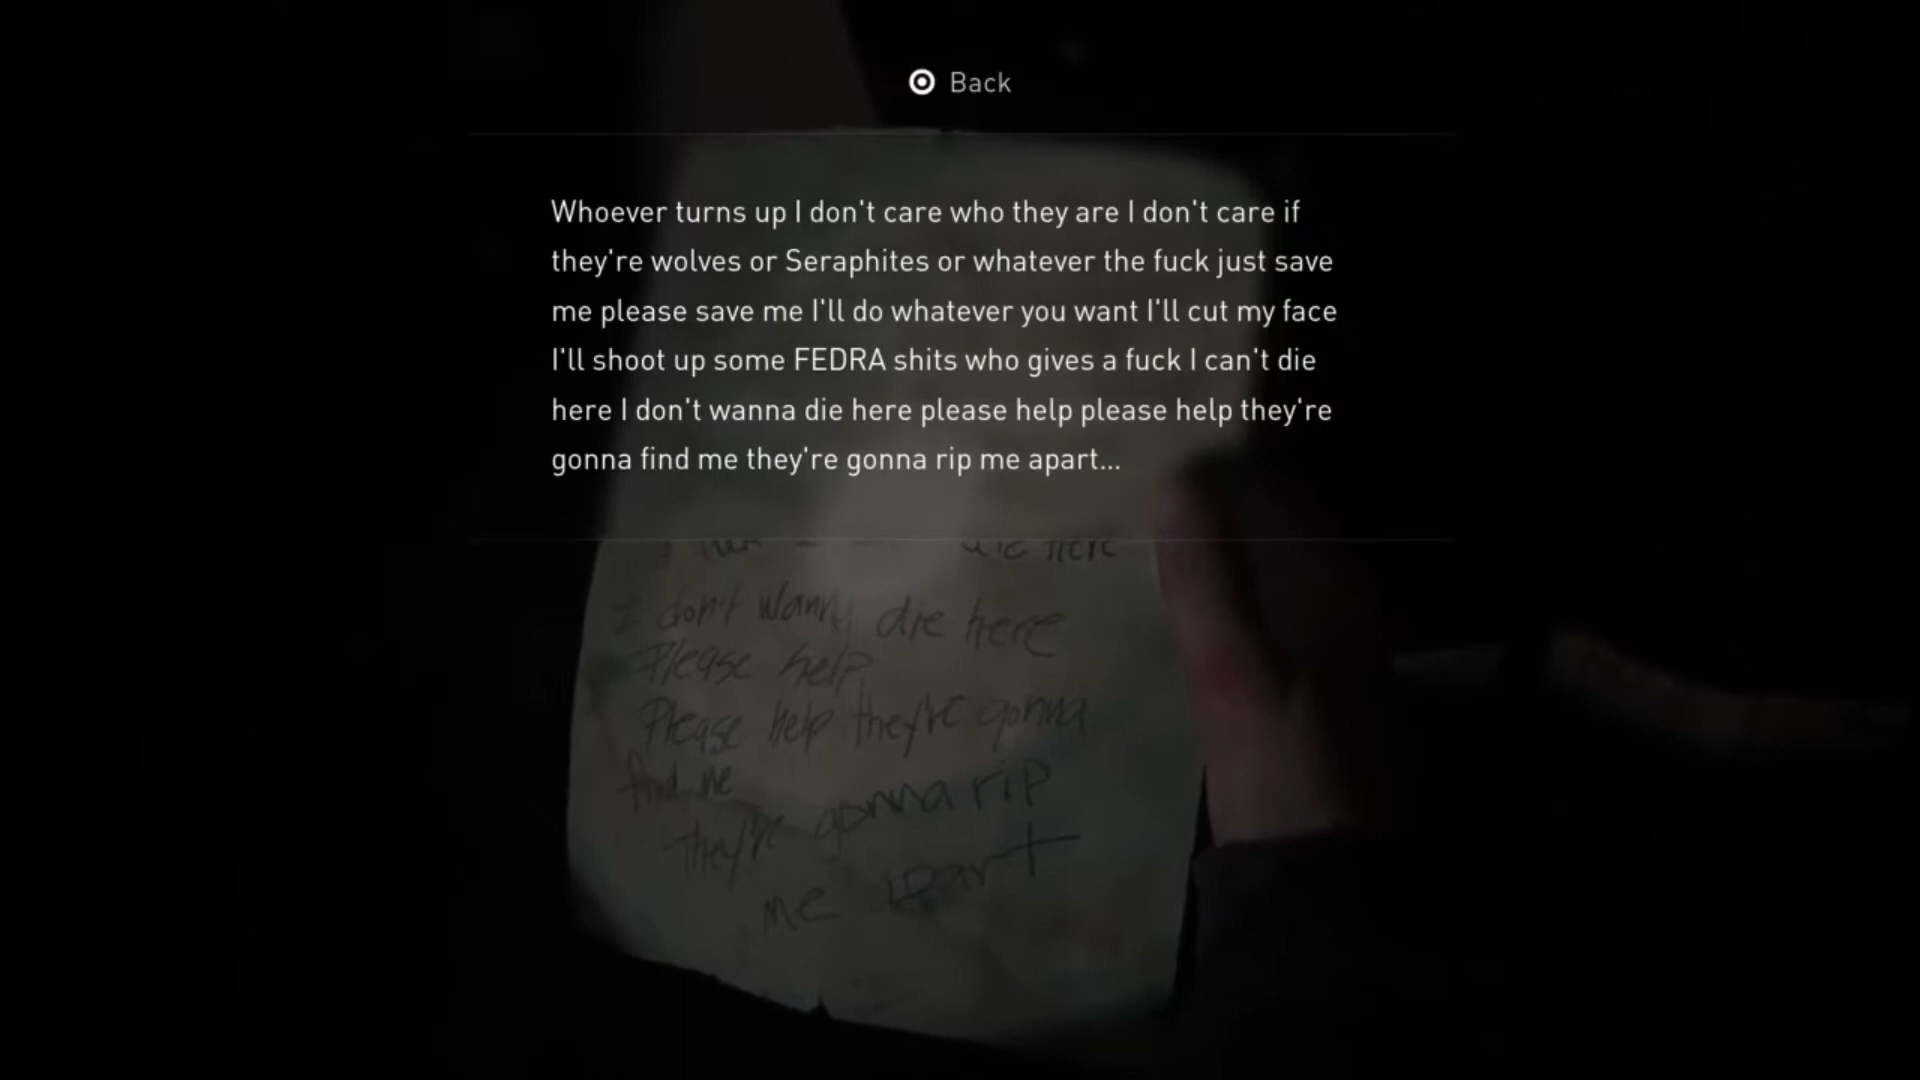 Back
Whoever turns up I don't care who they are I don't care if
they're wolves or Seraphites or whatever the fuck just save
me please save me I'll do whatever you want I'll cut my face
I'll shoot up some FEDRA shits who gives a fuck I can't die
here I don't wanna die here please help please help they're
gonna find me they're gonna rip me apart...
die here
I don't wanna die here
Please help
Please help they're gonna
find me
they're gonna rip
me apart